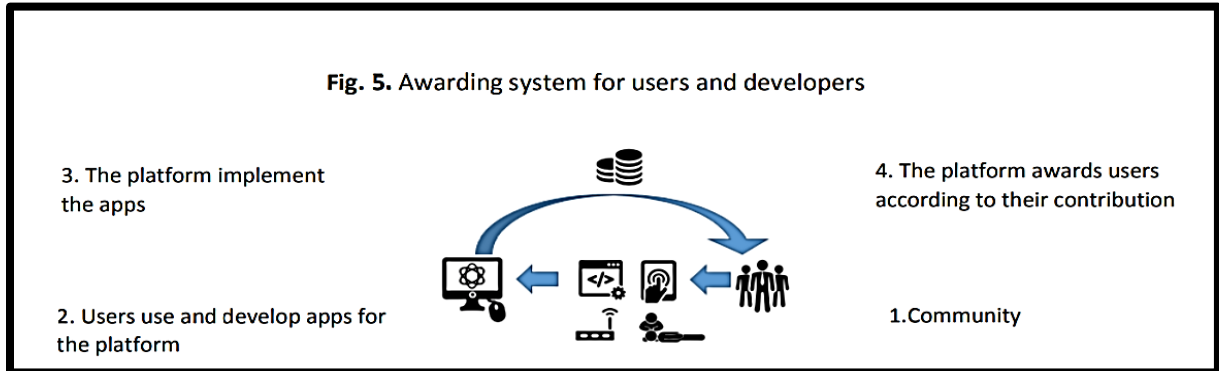 Fig. 5. Awarding system for users and developers
3. The platform implement
the apps
4. The platform awards users
according to their contribution
</>
2. Users use and develop apps for
the platform
1.Community